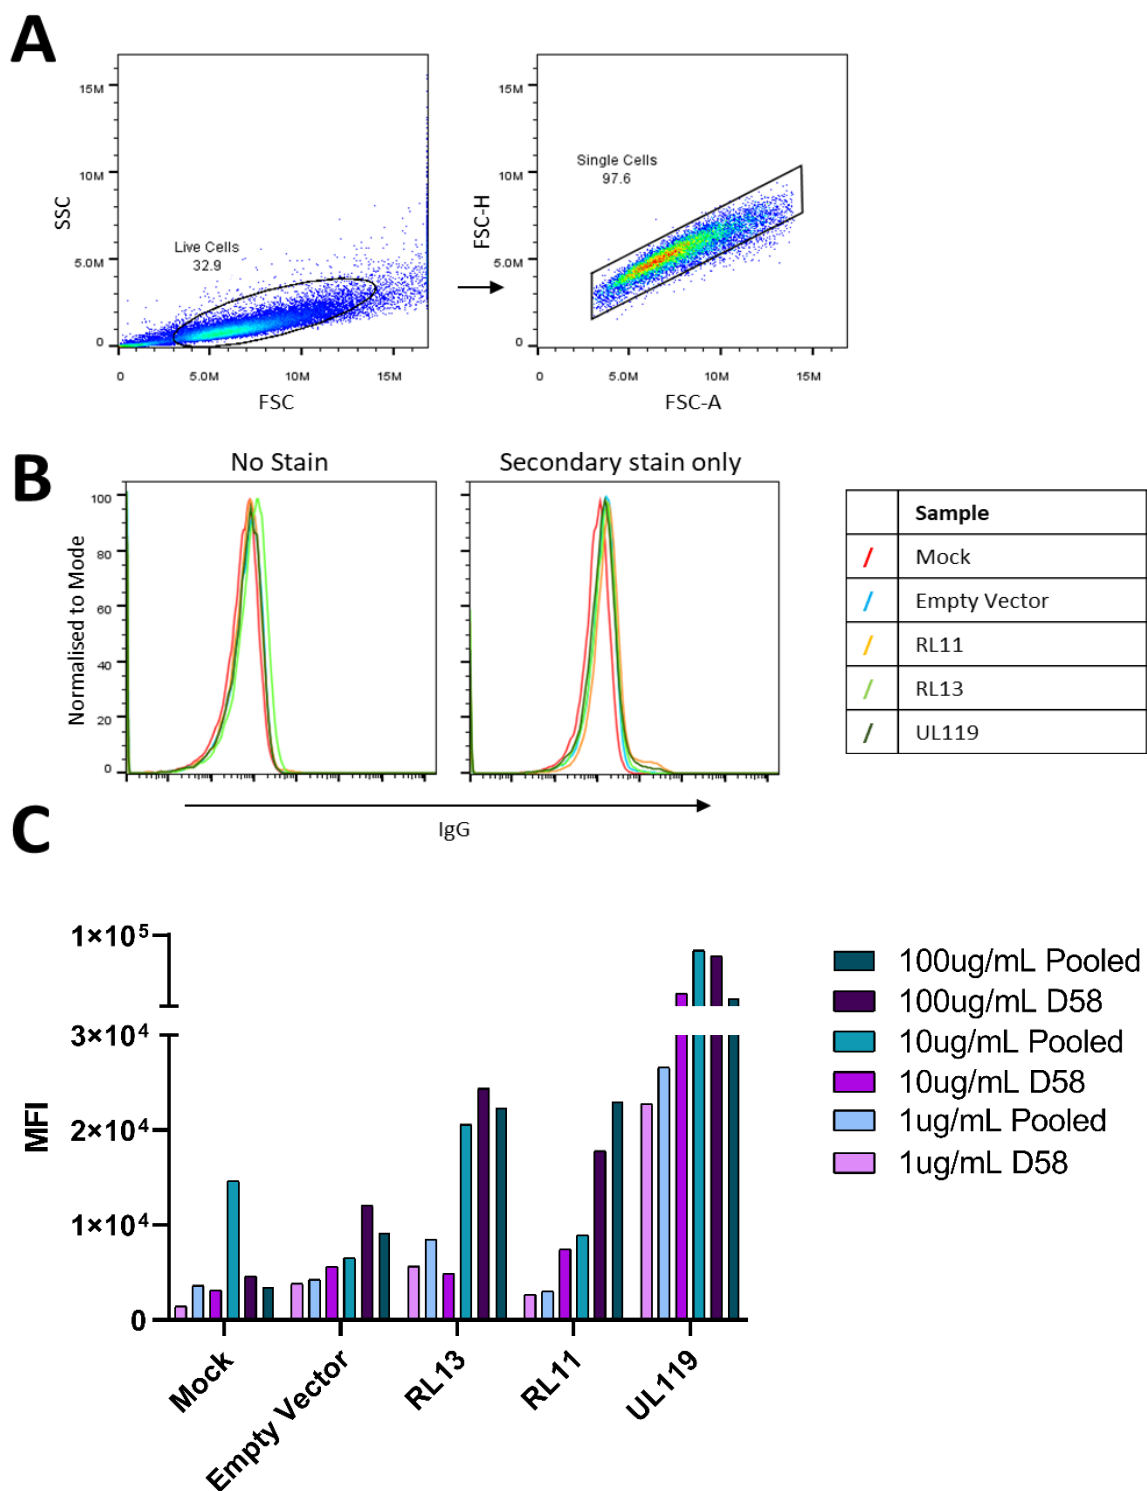 A
15M
10M
5.0M
0
SSC
Live Cells
32.9
0
5.0M
10M
15M
FSC
15M
10M
5.0M
0
FSC-H
Single Cells
97.6
0
5.0M
10M
15M
FSC-A
B
No Stain
Secondary stain only
Normalised to Mode
100
80
60
40
20
0
IgG
Sample
Mock
Empty Vector
RL11
RL13
UL119
C
1×10⁵
3×10⁴
2×10⁴
1×10⁴
0
MFI
Mock
Empty Vector
RL13
RL11
UL119
100ug/mL Pooled
100ug/mL D58
10ug/mL Pooled
10ug/mL D58
1ug/mL Pooled
1ug/mL D58